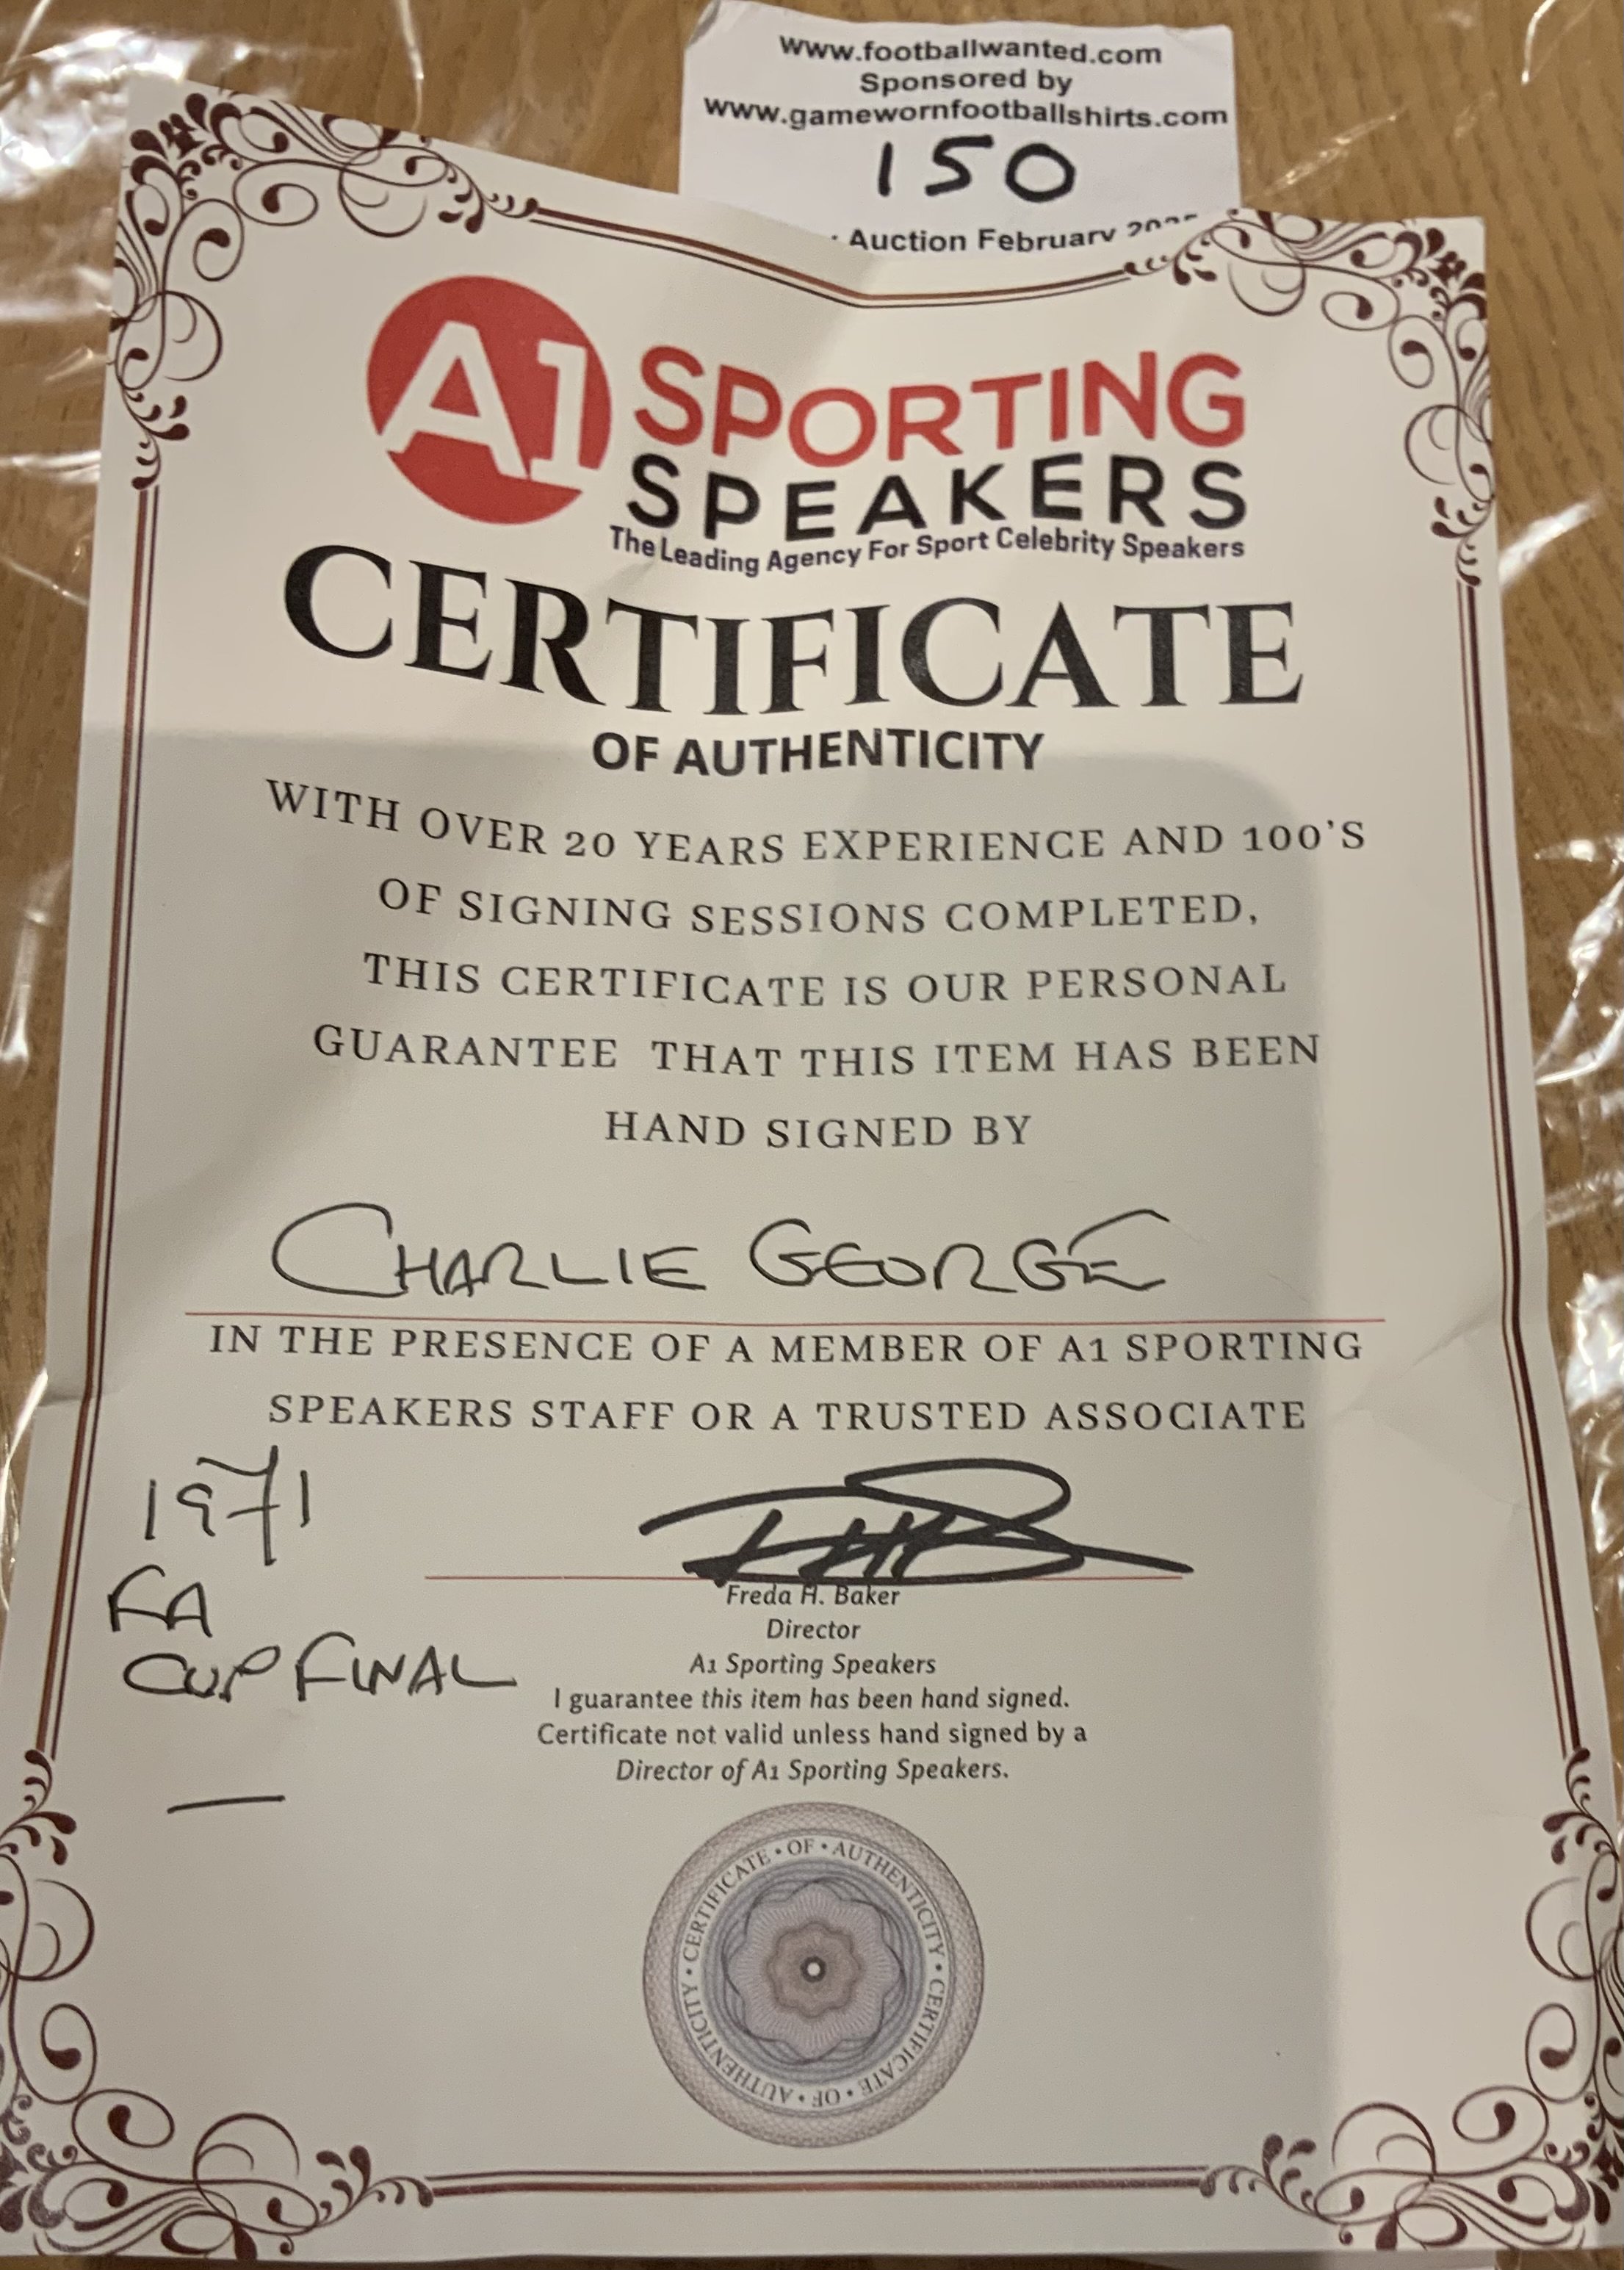 www.footballwanted.com
Sponsored by
www.gamewornfootballshirts.com
150
Auction February
A1 SPORTING
SPEAKERS
The Leading Agency For Sport Celebrity Speakers
CERTIFICATE
OF AUTHENTICITY
WITH OVER 20 YEARS EXPERIENCE AND 100'S
OF SIGNING SESSIONS COMPLETED,
THIS CERTIFICATE IS OUR PERSONAL
GUARANTEE THAT THIS ITEM HAS BEEN
HAND SIGNED BY
CHARLIE GEORGE
IN THE PRESENCE OF A MEMBER OF A1 SPORTING
SPEAKERS STAFF OR A TRUSTED ASSOCIATE
1971
FA
CUP FINAL
Freda H. Baker
Director
A1 Sporting Speakers
I guarantee this item has been hand signed.
Certificate not valid unless hand signed by a
Director of A1 Sporting Speakers.
CERTIFICATE • OF • AUTHENTICITY • CERTIFICATE • OF • AUTHENTICITY •